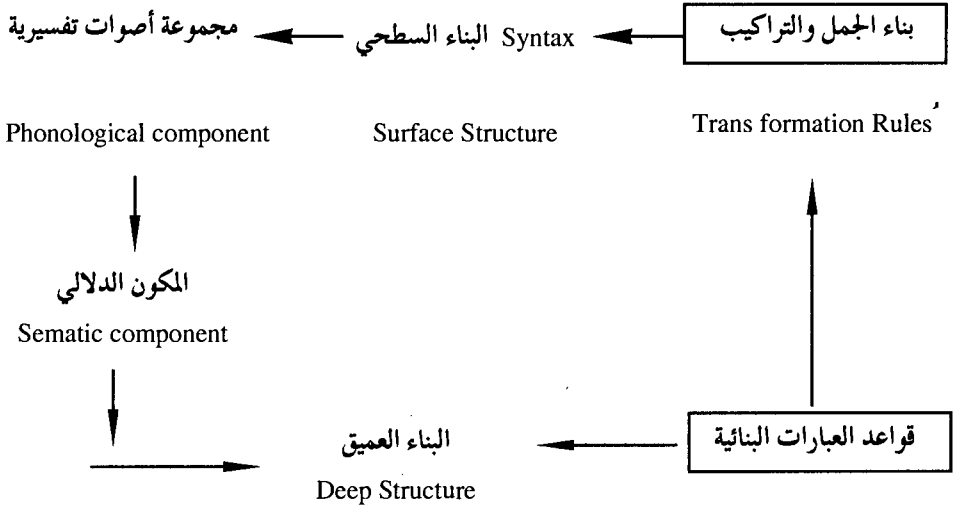 بناء الجمل والتراكيب
البناء السطحي Syntax
مجموعة أصوات تفسيرية
Trans formation Rules
Surface Structure
Phonological component
المكون الدلالي
Sematic component
قواعد العبارات البنائية
البناء العميق
Deep Structure